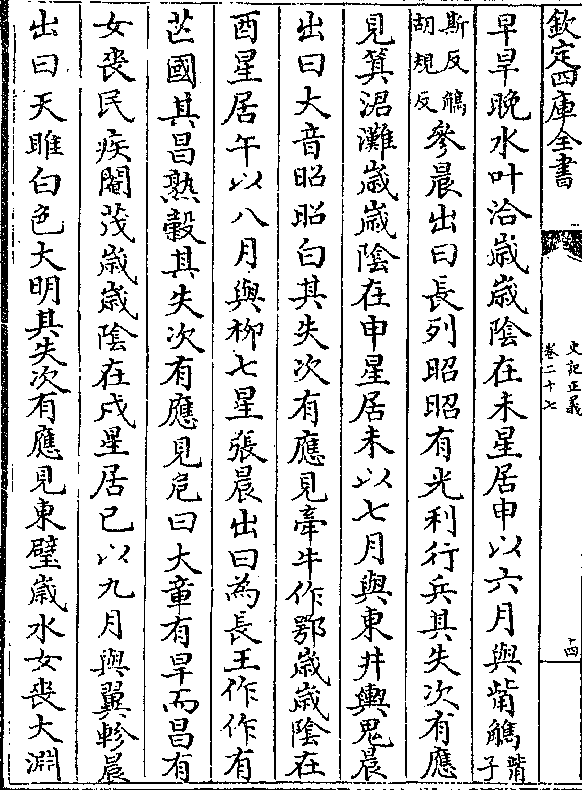 欽定四庫全書
史記正義
卷二十七
十四
早旱晚水叶洽歲歲陰在未星居申以六月與觜觿觜子
斯反觿
胡規反參晨出曰長列昭昭有光利行兵其失次有應
見箕涒灘歲歲陰在申星居未以七月與東井輿鬼晨
出曰大音昭昭白其失次有應見牽牛作鄂歲歲陰在
酉星居午以八月與柳七星張晨出曰為長王作作有
芒國其昌熟穀其失次有應見危曰大章有旱而昌有
女喪民疾閹茂歲歲陰在戌星居巳以九月與翼軫晨
出曰天雎白色大明其失次有應見東壁歲水女喪大淵